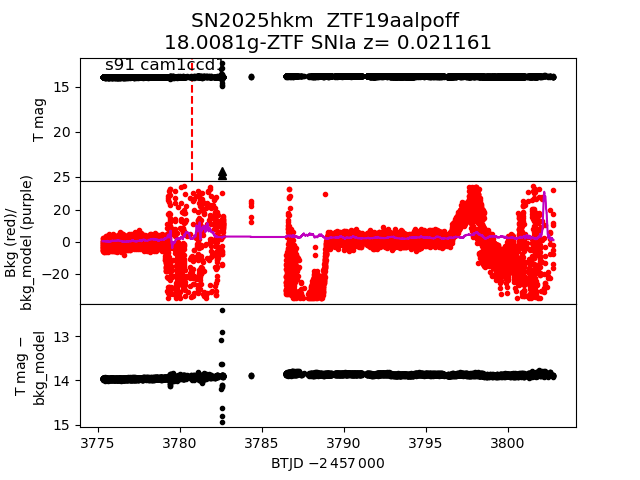 SN2025hkm  ZTF19aalpoff
18.0081g-ZTF SNIa z= 0.021161
s91 cam1ccd1
T mag
15
20
25
Bkg (red)/
bkg_model (purple)
20
0
−20
T mag −
bkg_model
13
14
15
3775
3780
3785
3790
3795
3800
BTJD −2 457 000